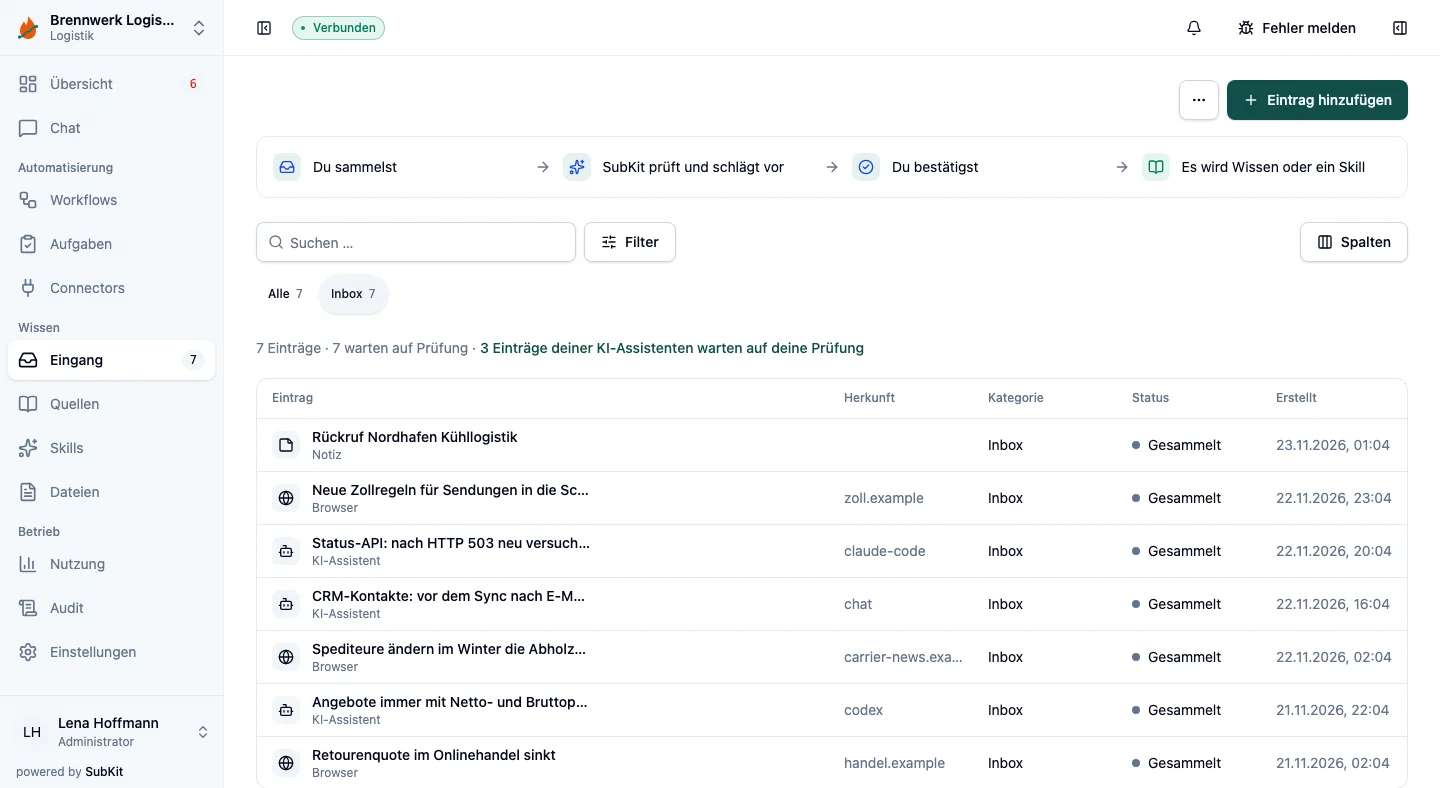 Brennwerk Logis...
Logistik
Übersicht 6
Chat
Automatisierung
Workflows
Aufgaben
Connectors
Wissen
Eingang 7
Quellen
Skills
Dateien
Betrieb
Nutzung
Audit
Einstellungen
LH
Lena Hoffmann
Administrator
powered by SubKit
Verbunden
Fehler melden
Eintrag hinzufügen
Du sammelst
SubKit prüft und schlägt vor
Du bestätigst
Es wird Wissen oder ein Skill
Suchen ...
Filter
Spalten
Alle 7
Inbox 7
7 Einträge · 7 warten auf Prüfung · 3 Einträge deiner KI-Assistenten warten auf deine Prüfung
Eintrag Herkunft Kategorie Status Erstellt
Rückruf Nordhafen Kühllogistik
Notiz
Inbox Gesammelt 23.11.2026, 01:04
Neue Zollregeln für Sendungen in die Sc...
Browser
zoll.example Inbox Gesammelt 22.11.2026, 23:04
Status-API: nach HTTP 503 neu versuch...
KI-Assistent
claude-code Inbox Gesammelt 22.11.2026, 20:04
CRM-Kontakte: vor dem Sync nach E-M...
KI-Assistent
chat Inbox Gesammelt 22.11.2026, 16:04
Spediteure ändern im Winter die Abholz...
Browser
carrier-news.exa... Inbox Gesammelt 22.11.2026, 02:04
Angebote immer mit Netto- und Bruttop...
KI-Assistent
codex Inbox Gesammelt 21.11.2026, 22:04
Retourenquote im Onlinehandel sinkt
Browser
handel.example Inbox Gesammelt 21.11.2026, 02:04